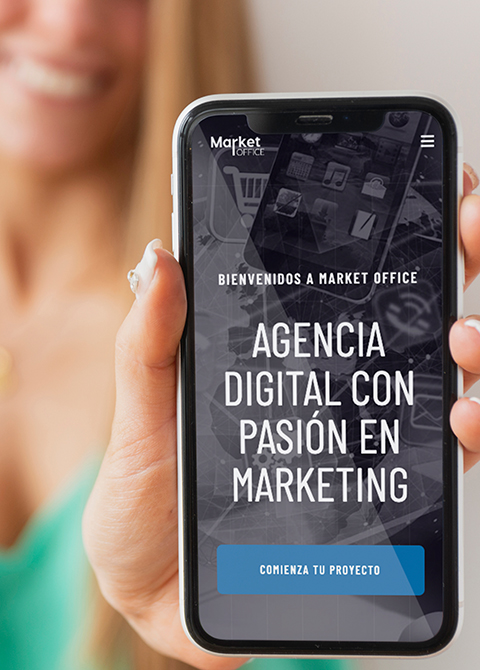 Market
OFFICE
BIENVENIDOS A MARKET OFFICE
AGENCIA
DIGITAL CON
PASIÓN EN
MARKETING
COMIENZA TU PROYECTO